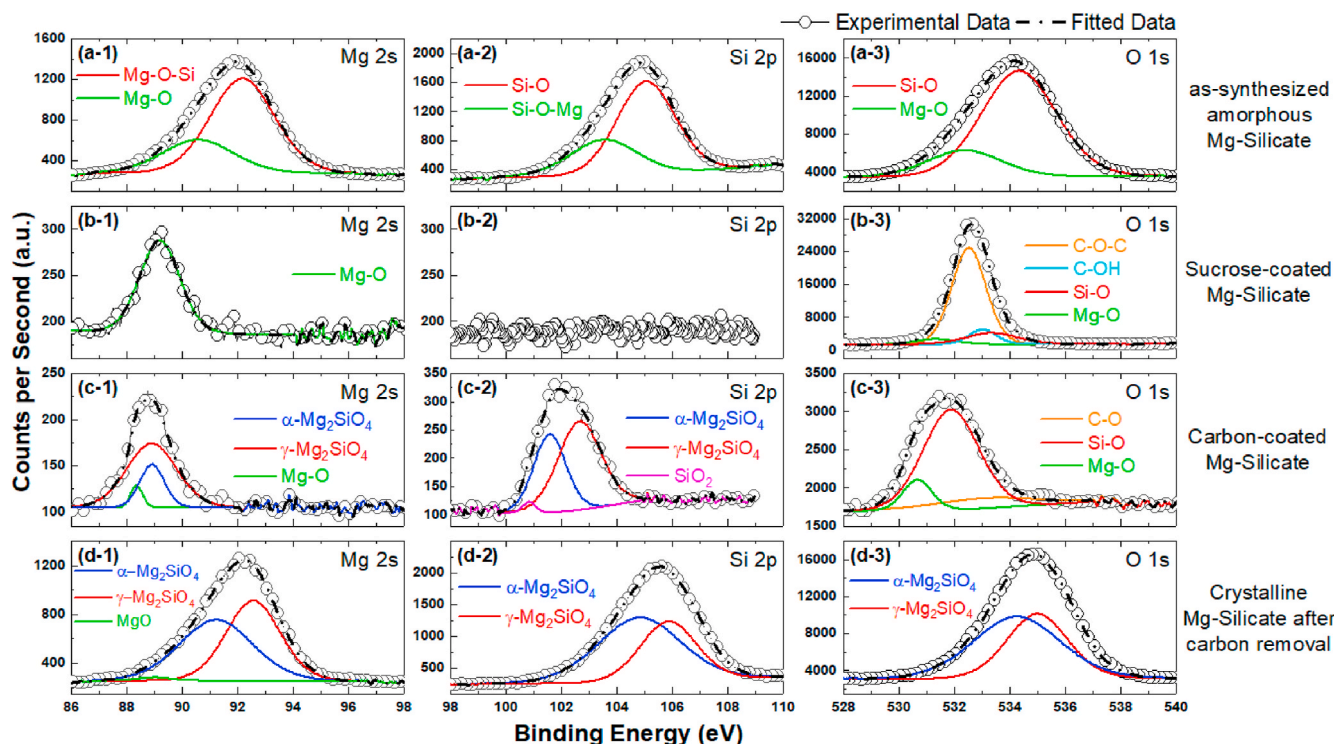 Experimental Data Fitted Data
(a-1) Mg 2s
Mg-O-Si
Mg-O
1600
1200
800
400
(a-2) Si 2p
Si-O
Si-O-Mg
2000
1600
1200
800
400
(a-3) O 1s
Si-O
Mg-O
16000
12000
8000
4000
as-synthesized
amorphous
Mg-Silicate
(b-1) Mg 2s
Mg-O
300
250
200
(b-2) Si 2p
300
250
200
(b-3) O 1s
C-O-C
C-OH
Si-O
Mg-O
32000
24000
16000
8000
0
Sucrose-coated
Mg-Silicate
(c-1) Mg 2s
α-Mg₂SiO₄
γ-Mg₂SiO₄
Mg-O
250
200
150
100
(c-2) Si 2p
α-Mg₂SiO₄
γ-Mg₂SiO₄
SiO₂
350
300
250
200
150
100
(c-3) O 1s
C-O
Si-O
Mg-O
3500
3000
2500
2000
1500
Carbon-coated
Mg-Silicate
(d-1) Mg 2s
α-Mg₂SiO₄
γ-Mg₂SiO₄
MgO
1200
800
400
(d-2) Si 2p
α-Mg₂SiO₄
γ-Mg₂SiO₄
2000
1500
1000
500
0
(d-3) O 1s
α-Mg₂SiO₄
γ-Mg₂SiO₄
16000
12000
8000
4000
Crystalline
Mg-Silicate after
carbon removal
86 88 90 92 94 96 98
98 100 102 104 106 108 110
528 530 532 534 536 538 540
Counts per Second (a.u.)
Binding Energy (eV)